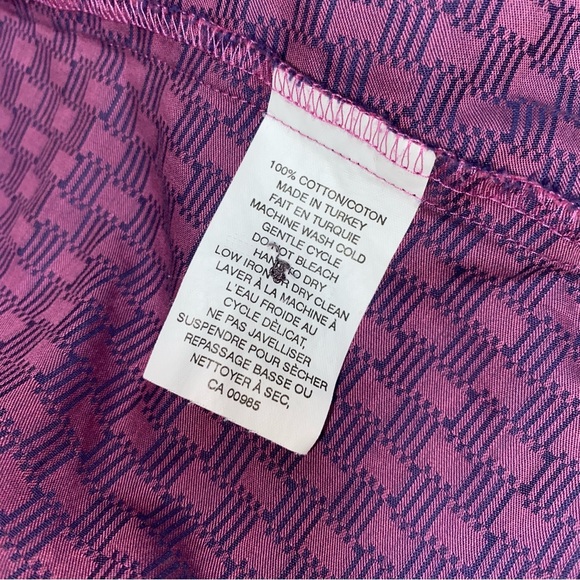 100% COTTON/COTON
MADE IN TURKEY
FAIT EN TURQUIE
MACHINE WASH COLD
GENTLE CYCLE
DO NOT BLEACH
HANG TO DRY
LOW IRON OR DRY CLEAN
LAVER À LA MACHINE À
L'EAU FROIDE AU
CYCLE DÉLICAT.
NE PAS JAVELLISER
SUSPENDRE POUR SÈCHER
REPASSAGE BASSE OU
NETTOYER À SEC,
CA 00985